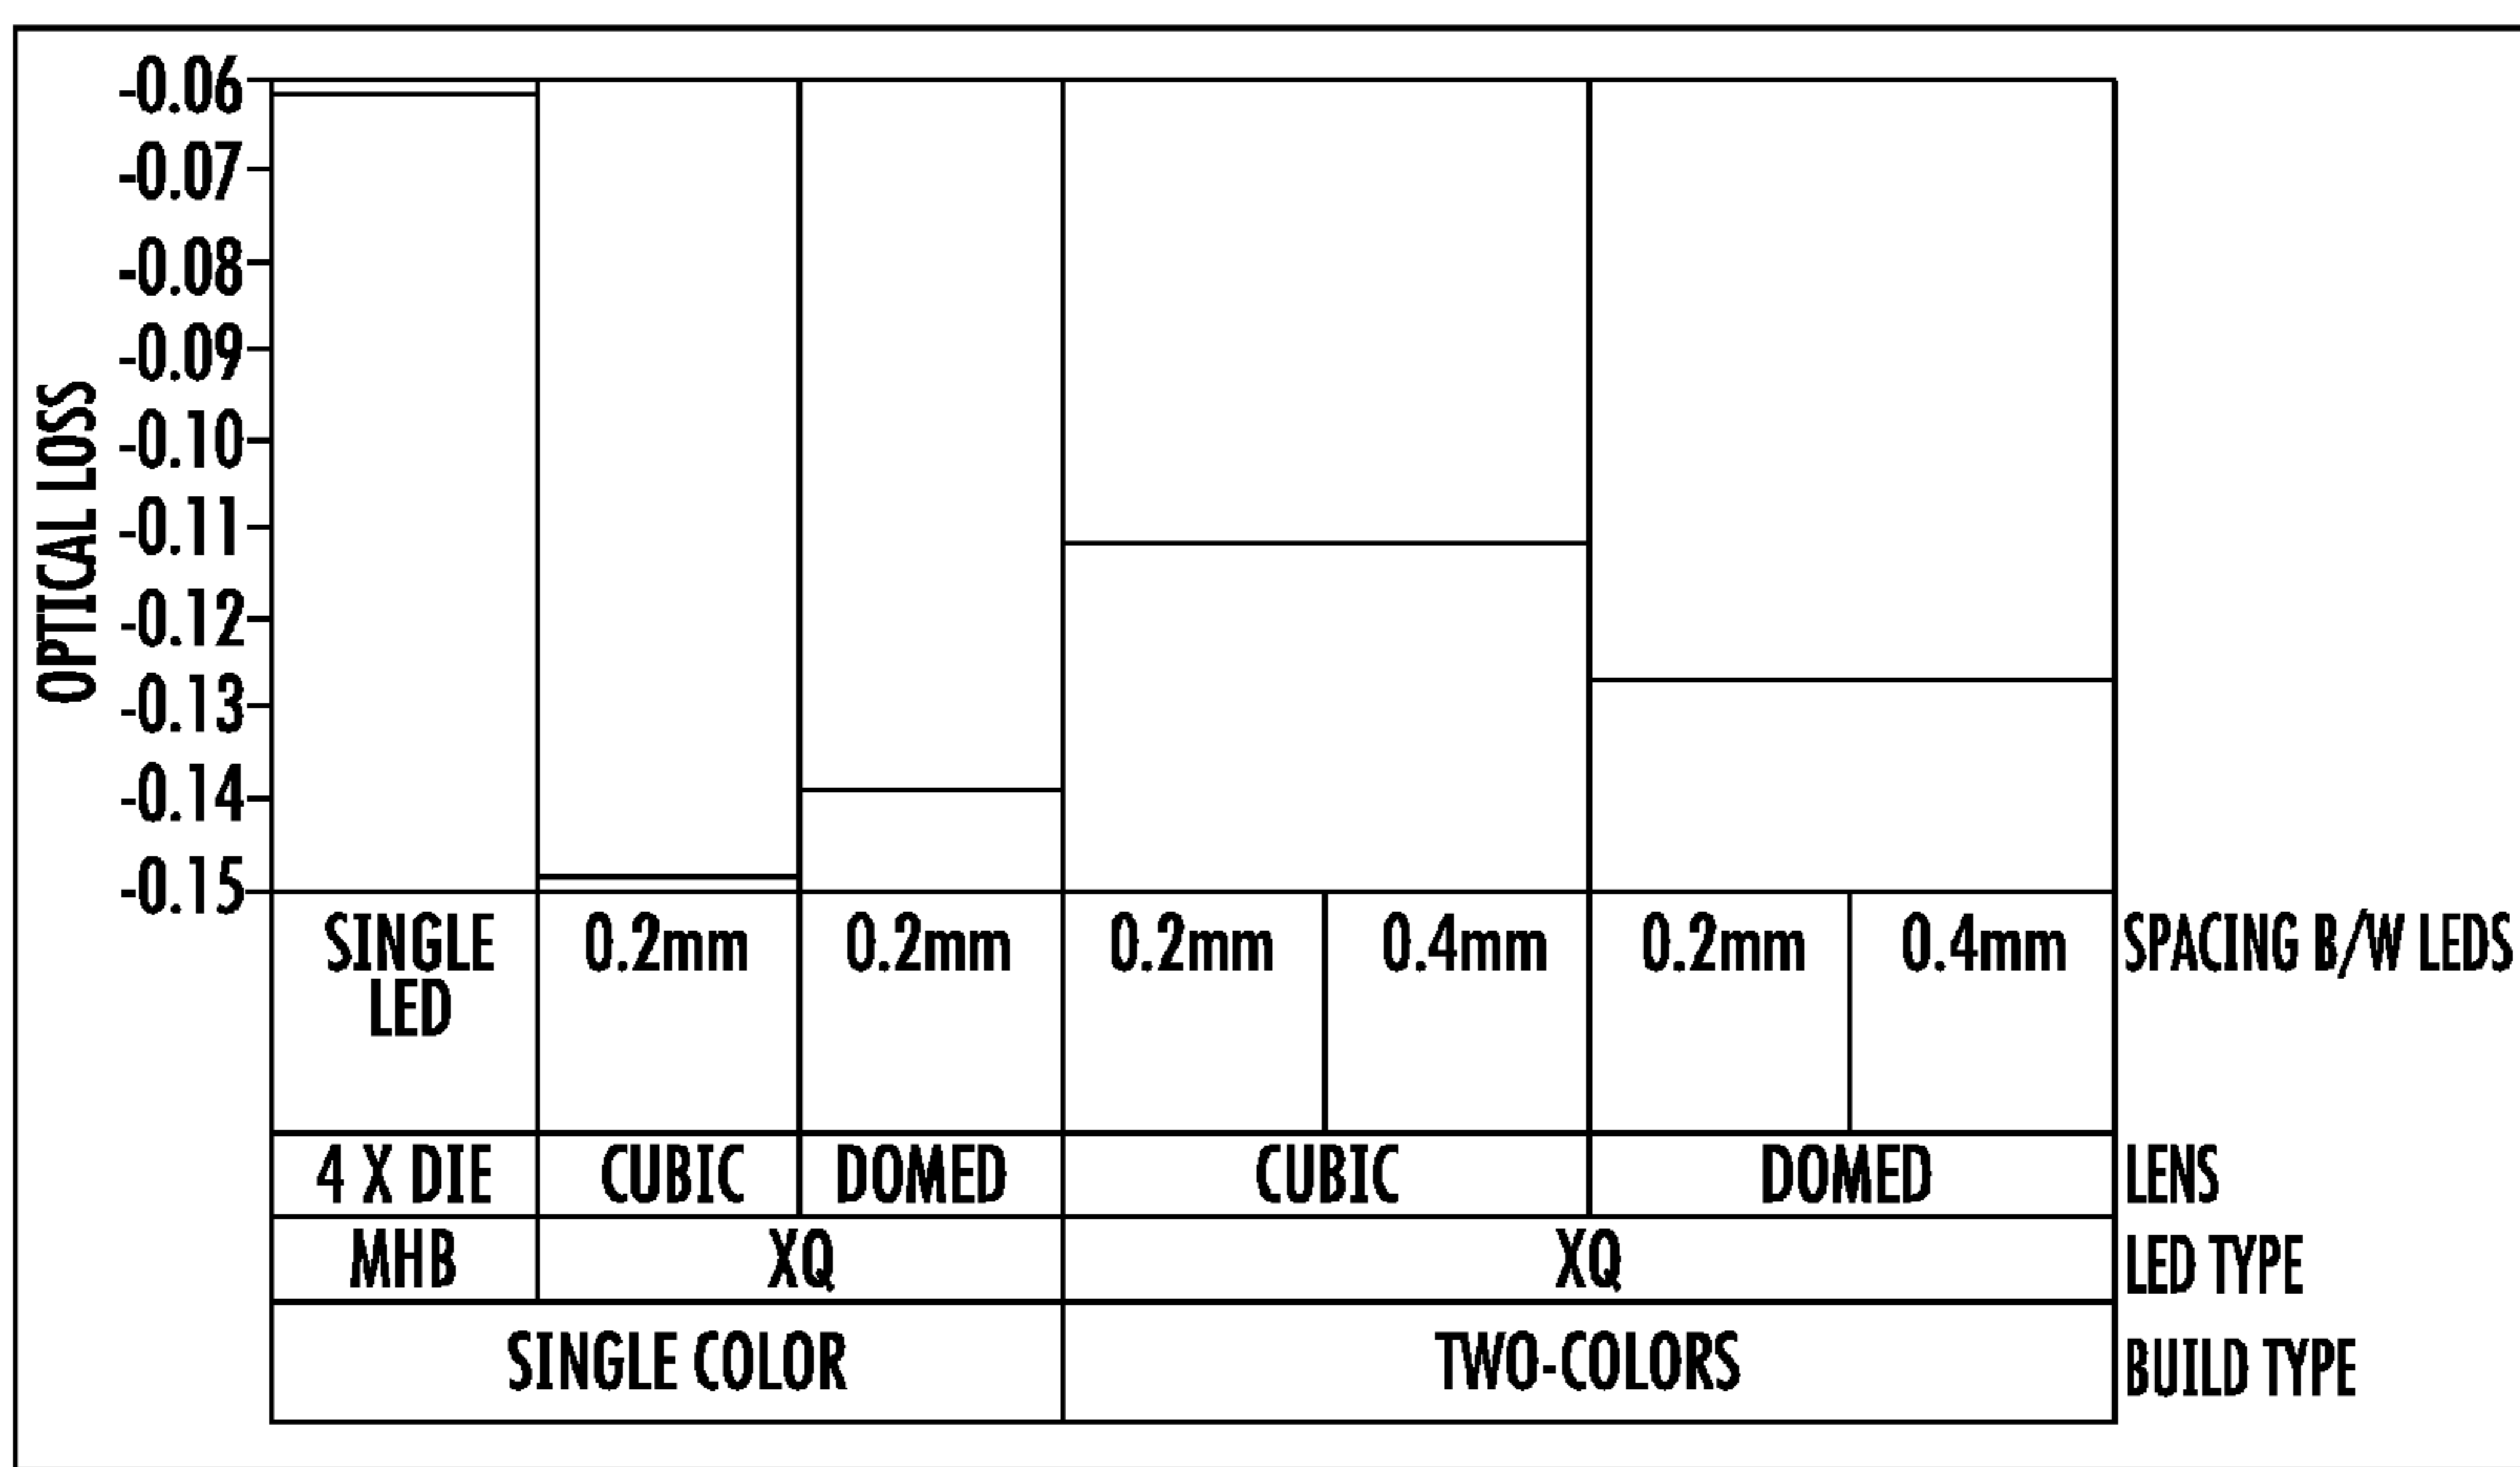 OPTICAL LOSS
-0.06
-0.07
-0.08
-0.09
-0.10
-0.11
-0.12
-0.13
-0.14
-0.15
SINGLE
LED
0.2mm
0.2mm
0.2mm
0.4mm
0.2mm
0.4mm
SPACING B/W LEDS
4 X DIE
CUBIC
DOMED
CUBIC
DOMED
LENS
MHB
XQ
XQ
LED TYPE
SINGLE COLOR
TWO-COLORS
BUILD TYPE